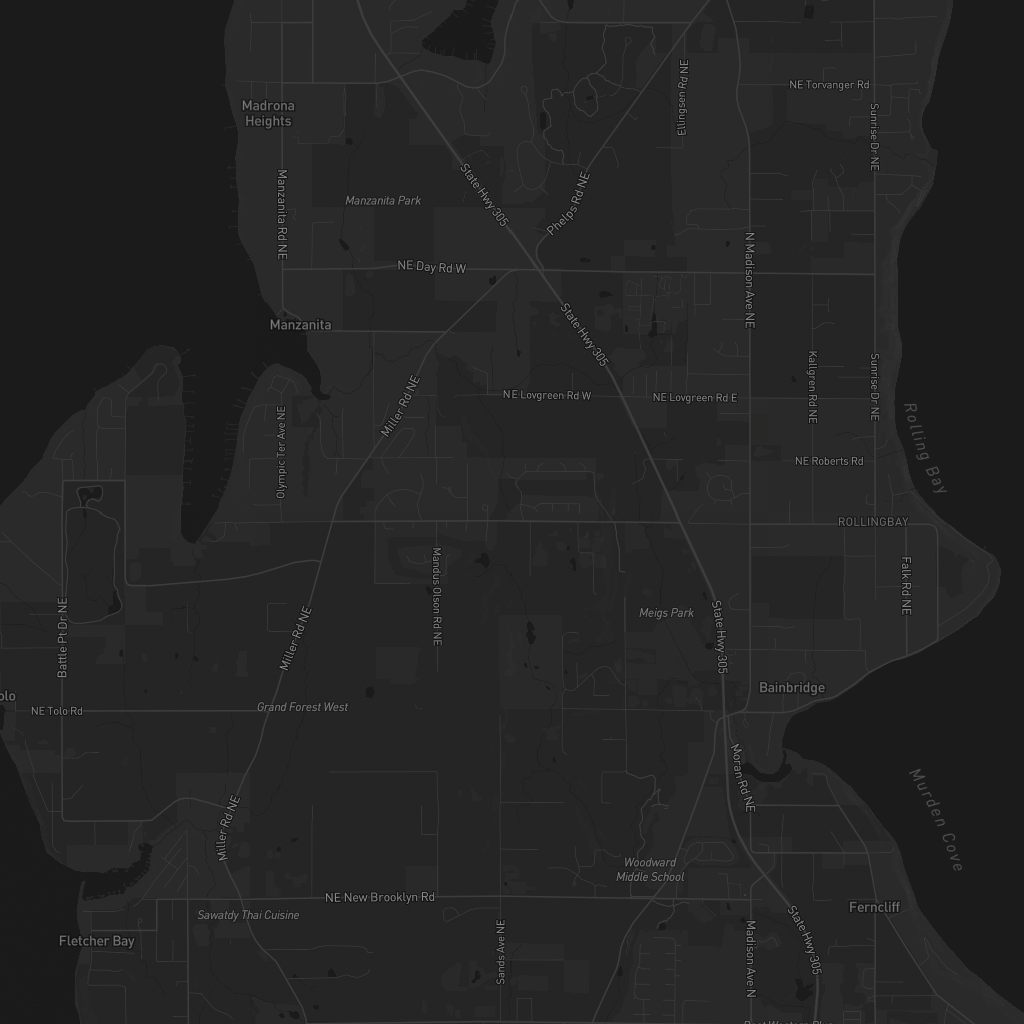 NE Torvanger Rd
Ellingsen Rd NE
Madrona
Heights
Sunrise Dr NE
State Hwy 305
Manzanita Park
Manzanita Rd NE
Phelps Rd NE
NE Day Rd W
N Madison Ave NE
Manzanita
State Hwy 305
Kallgren Rd NE
Sunrise Dr NE
NE Lovgreen Rd W
NE Lovgreen Rd E
Miller Rd NE
Olympic Ter Ave NE
Rolling Bay
NE Roberts Rd
ROLLINGBAY
Mandus Olson Rd NE
Falk Rd NE
Battle Pt Dr NE
Miller Rd NE
Meigs Park
State Hwy 305
Bainbridge
olo
NE Tolo Rd
Grand Forest West
Moran Rd NE
Murden Cove
Miller Rd NE
Woodward
Middle School
NE New Brooklyn Rd
Ferncliff
Sawatdy Thai Cuisine
Fletcher Bay
Sands Ave NE
Madison Ave N
State Hwy 305